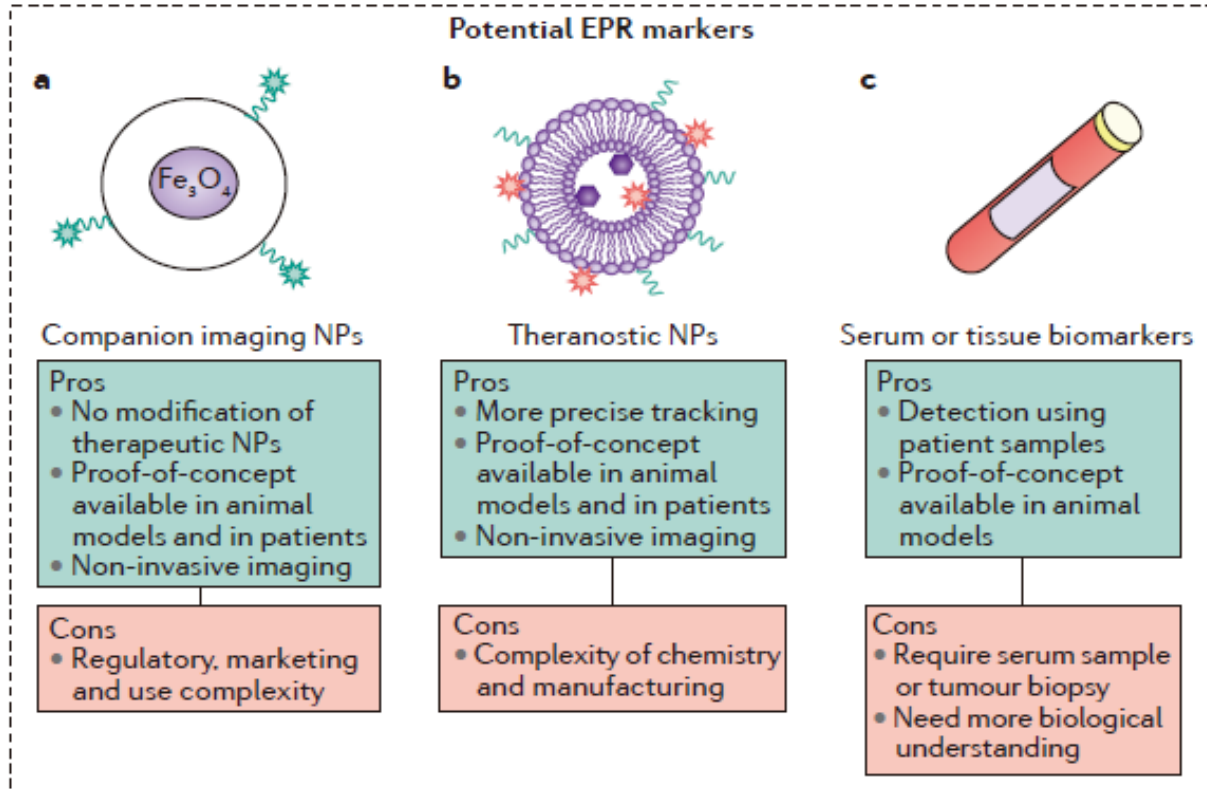 Potential EPR markers
a
Fe₃O₄
Companion imaging NPs
Pros
• No modification of
therapeutic NPs
• Proof-of-concept
available in animal
models and in patients
• Non-invasive imaging
Cons
• Regulatory, marketing
and use complexity
b
Theranostic NPs
Pros
• More precise tracking
• Proof-of-concept
available in animal
models and in patients
• Non-invasive imaging
Cons
• Complexity of chemistry
and manufacturing
c
Serum or tissue biomarkers
Pros
• Detection using
patient samples
• Proof-of-concept
available in animal
models
Cons
• Require serum sample
or tumour biopsy
• Need more biological
understanding